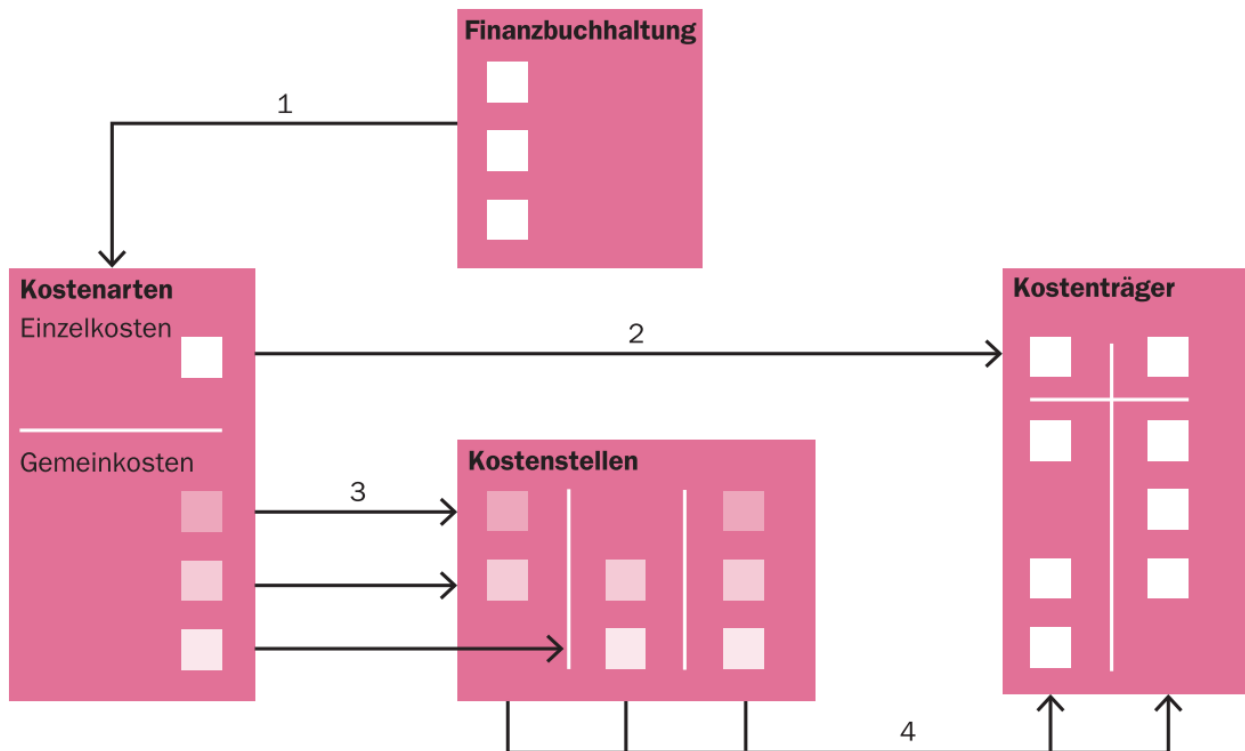 Finanzbuchhaltung
1
Kostenarten
Einzelkosten
2
Kostenträger
Gemeinkosten
3
Kostenstellen
4